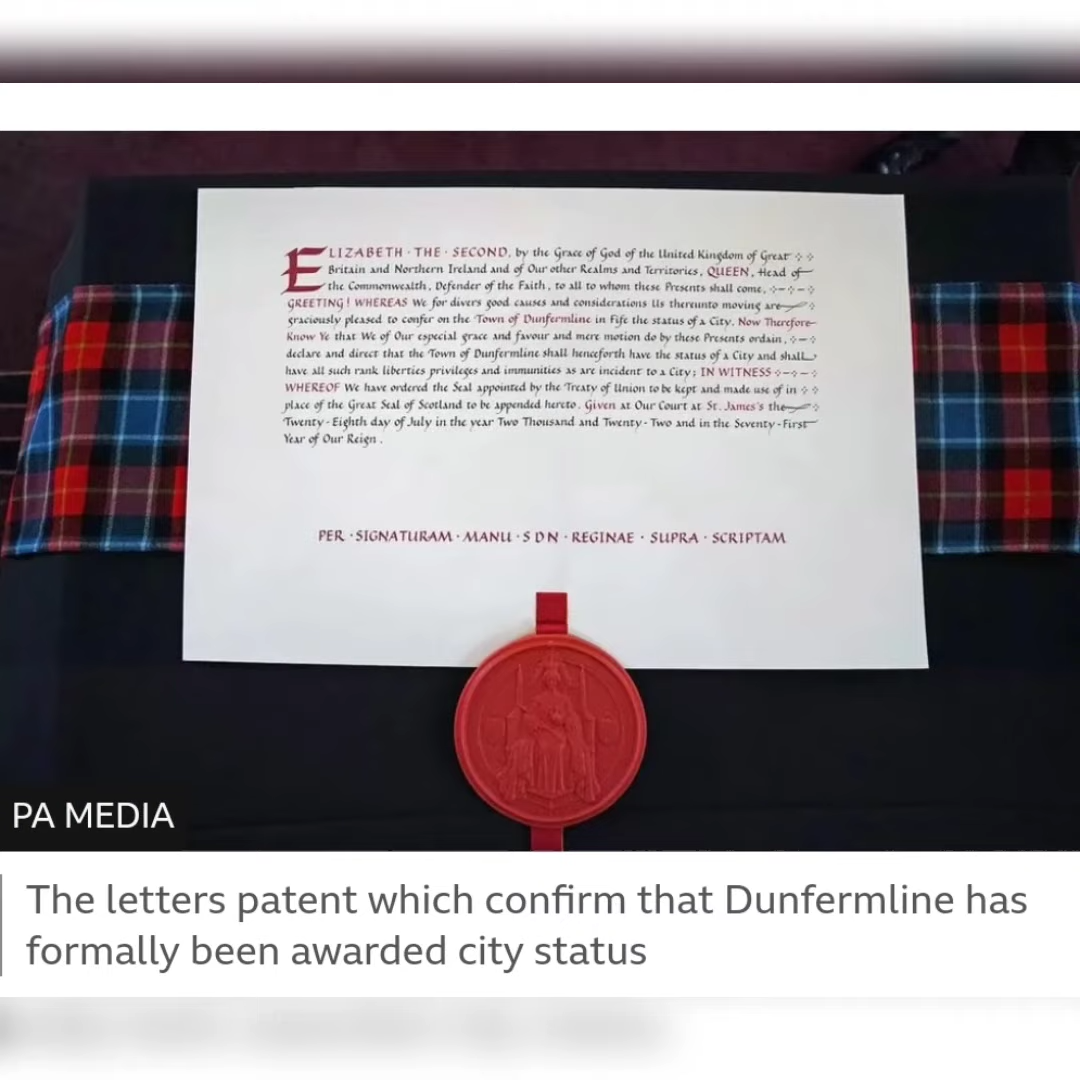 ELIZABETH · THE · SECOND, by the Grace of God of the United Kingdom of Great
Britain and Northern Ireland and of Our other Realms and Territories, QUEEN, Head of
the Commonwealth, Defender of the Faith, to all to whom these Presents shall come,
GREETING! WHEREAS We for divers good causes and considerations Us thereunto moving are
graciously pleased to confer on the Town of Dunfermline in Fife the status of a City. Now Therefore
Know Ye that We of Our especial grace and favour and mere motion do by these Presents ordain,
declare and direct that the Town of Dunfermline shall henceforth have the status of a City and shall
have all such rank liberties privileges and immunities as are incident to a City; IN WITNESS
WHEREOF We have ordered the Seal appointed by the Treaty of Union to be kept and made use of in
place of the Great Seal of Scotland to be appended hereto. Given at Our Court at St. James's the
Twenty-Eighth day of July in the year Two Thousand and Twenty-Two and in the Seventy-First
Year of Our Reign.
PER · SIGNATURAM · MANU · S D N · REGINAE · SUPRA · SCRIPTAM
PA MEDIA
The letters patent which confirm that Dunfermline has
formally been awarded city status